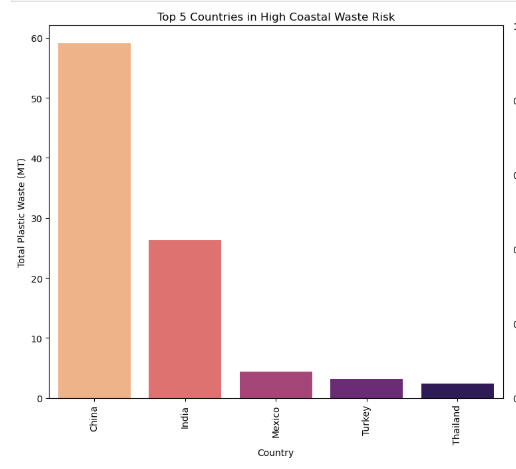 Top 5 Countries in High Coastal Waste Risk
Total Plastic Waste (MT)
60
50
40
30
20
10
0
China
India
Mexico
Turkey
Thailand
Country